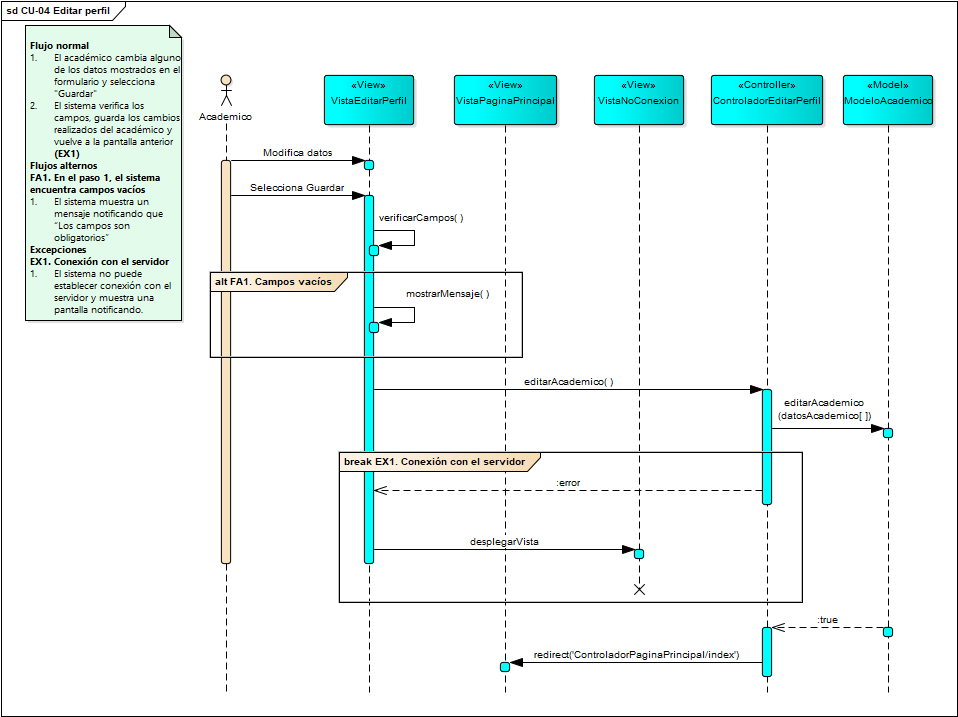 sd CU-04 Editar perfil
Flujo normal
1. El académico cambia alguno
de los datos mostrados en el
formulario y selecciona
"Guardar"
2. El sistema verifica los
campos, guarda los cambios
realizados del académico y
vuelve a la pantalla anterior
(EX1)
Flujos alternos
FA1. En el paso 1, el sistema
encuentra campos vacíos
1. El sistema muestra un
mensaje notificando que
"Los campos son
obligatorios"
Excepciones
EX1. Conexión con el servidor
1. El sistema no puede
establecer conexión con el
servidor y muestra una
pantalla notificando.
Academico
«View»
VistaEditarPerfil
«View»
VistaPaginaPrincipal
«View»
VistaNoConexion
«Controller»
ControladorEditarPerfil
«Model»
ModeloAcademico
Modifica datos
Selecciona Guardar
verificarCampos( )
alt FA1. Campos vacíos
mostrarMensaje( )
editarAcademico( )
editarAcademico
(datosAcademico[ ])
break EX1. Conexión con el servidor
:error
desplegarVista
:true
redirect('ControladorPaginaPrincipal/index')